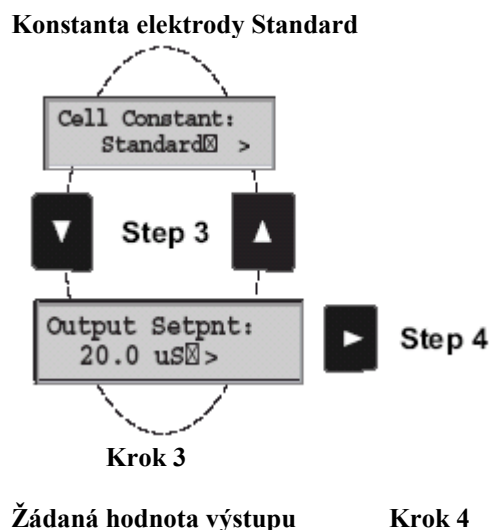 Konstanta elektrody Standard
Cell Constant:
Standard☒ >
Step 3
Output Setpnt:
20.0 uS☒>
Step 4
Krok 3
Žádaná hodnota výstupu Krok 4